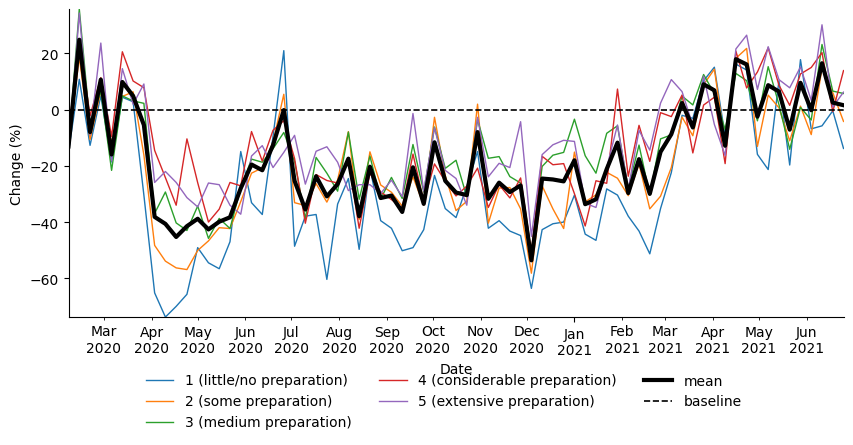 Change (%)
20
0
−20
−40
−60
Mar Apr May Jun Jul Aug Sep Oct Nov Dec Jan Feb Mar Apr May Jun
2020 2020 2020 2020 2020 2020 2020 2020 2020 2020 2021 2021 2021 2021 2021 2021
Date
1 (little/no preparation) 4 (considerable preparation) mean
2 (some preparation) 5 (extensive preparation) baseline
3 (medium preparation)